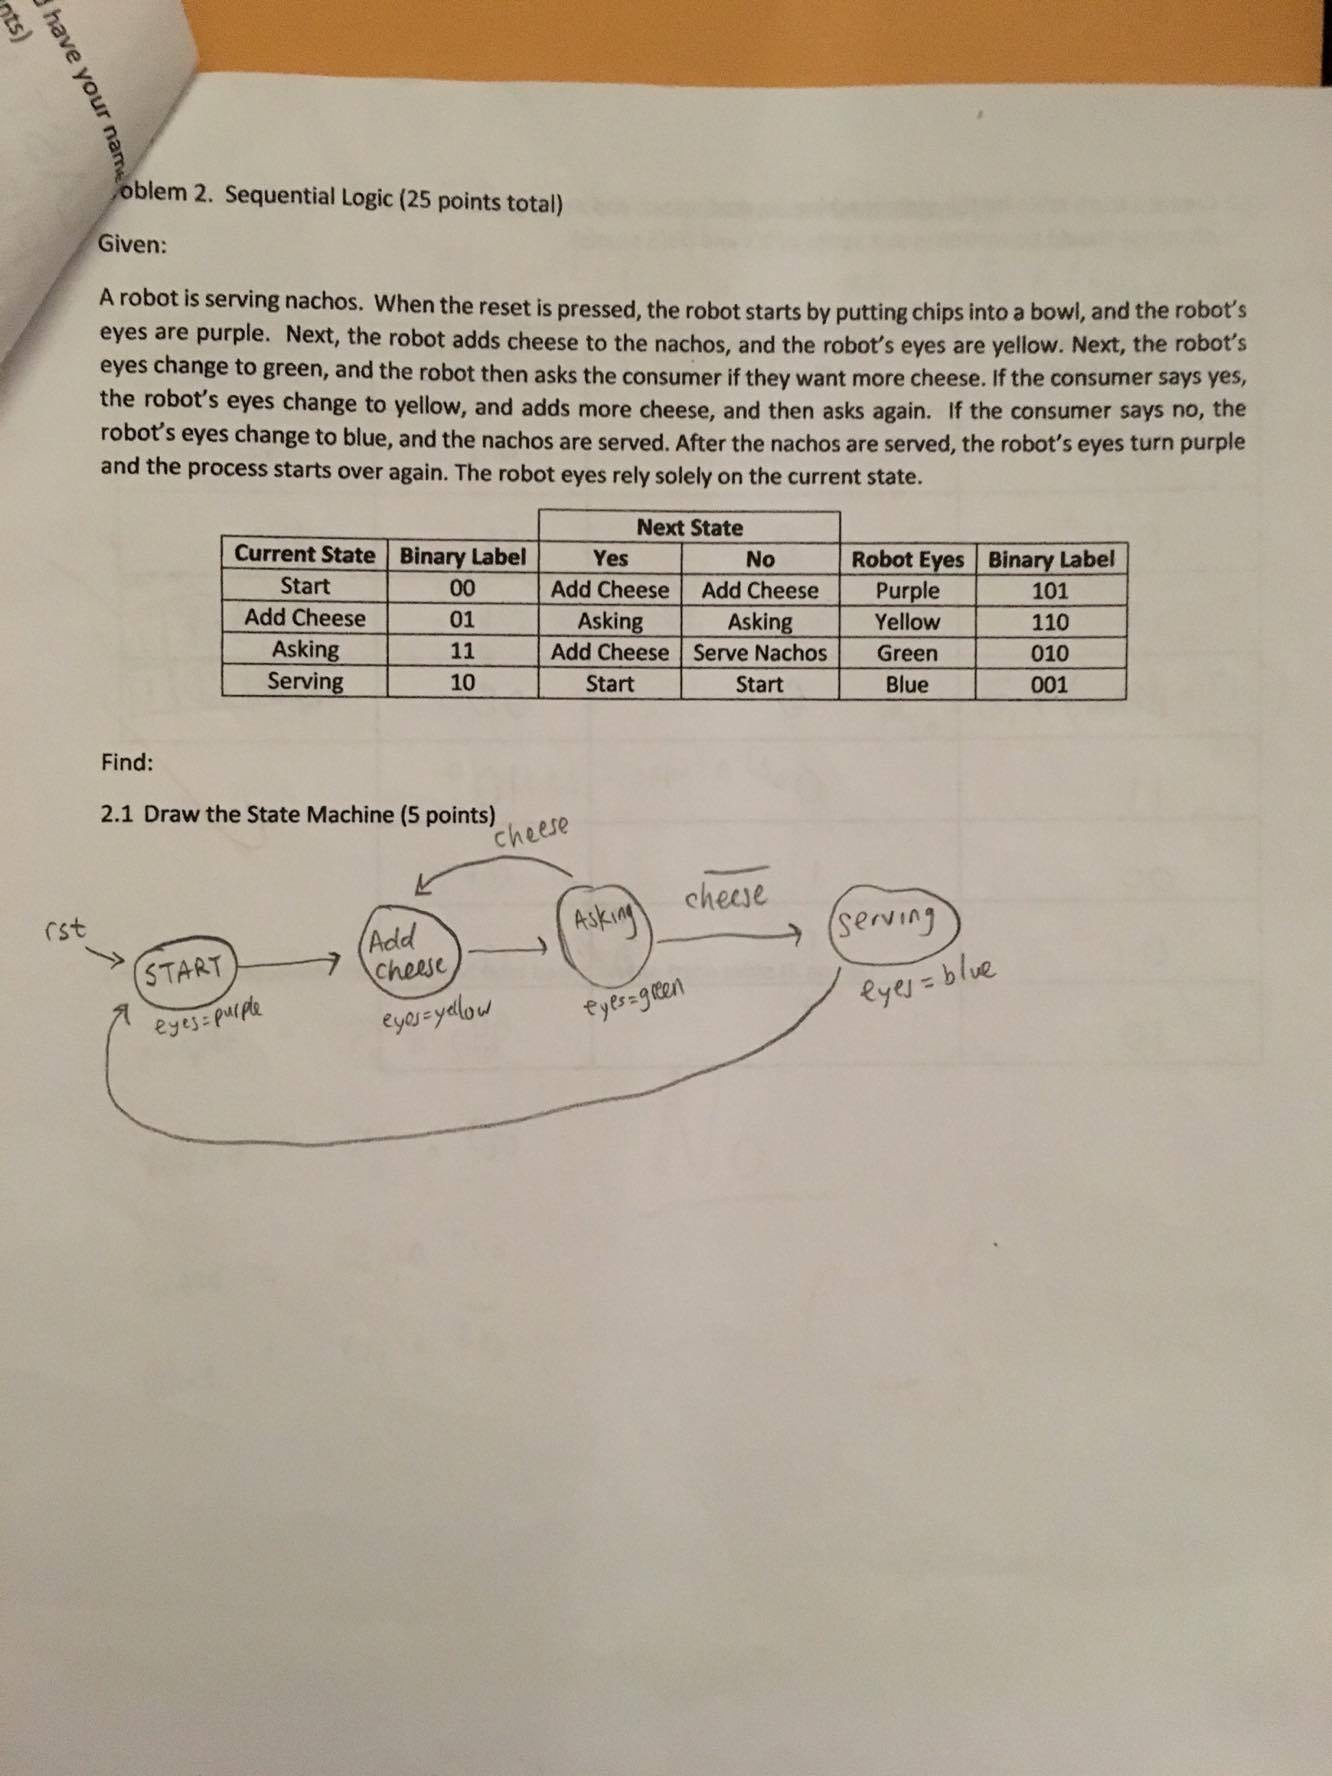 nts)
have your name
oblem 2. Sequential Logic (25 points total)
Given:
A robot is serving nachos. When the reset is pressed, the robot starts by putting chips into a bowl, and the robot's
eyes are purple. Next, the robot adds cheese to the nachos, and the robot's eyes are yellow. Next, the robot's
eyes change to green, and the robot then asks the consumer if they want more cheese. If the consumer says yes,
the robot's eyes change to yellow, and adds more cheese, and then asks again. If the consumer says no, the
robot's eyes change to blue, and the nachos are served. After the nachos are served, the robot's eyes turn purple
and the process starts over again. The robot eyes rely solely on the current state.
Next State
Current State Binary Label Yes No Robot Eyes Binary Label
Start 00 Add Cheese Add Cheese Purple 101
Add Cheese 01 Asking Asking Yellow 110
Asking 11 Add Cheese Serve Nachos Green 010
Serving 10 Start Start Blue 001
Find:
2.1 Draw the State Machine (5 points)
cheese
rst
START
eyes=purple
Add
cheese
eyes=yellow
Asking
eyes=green
cheese
serving
eyes=blue